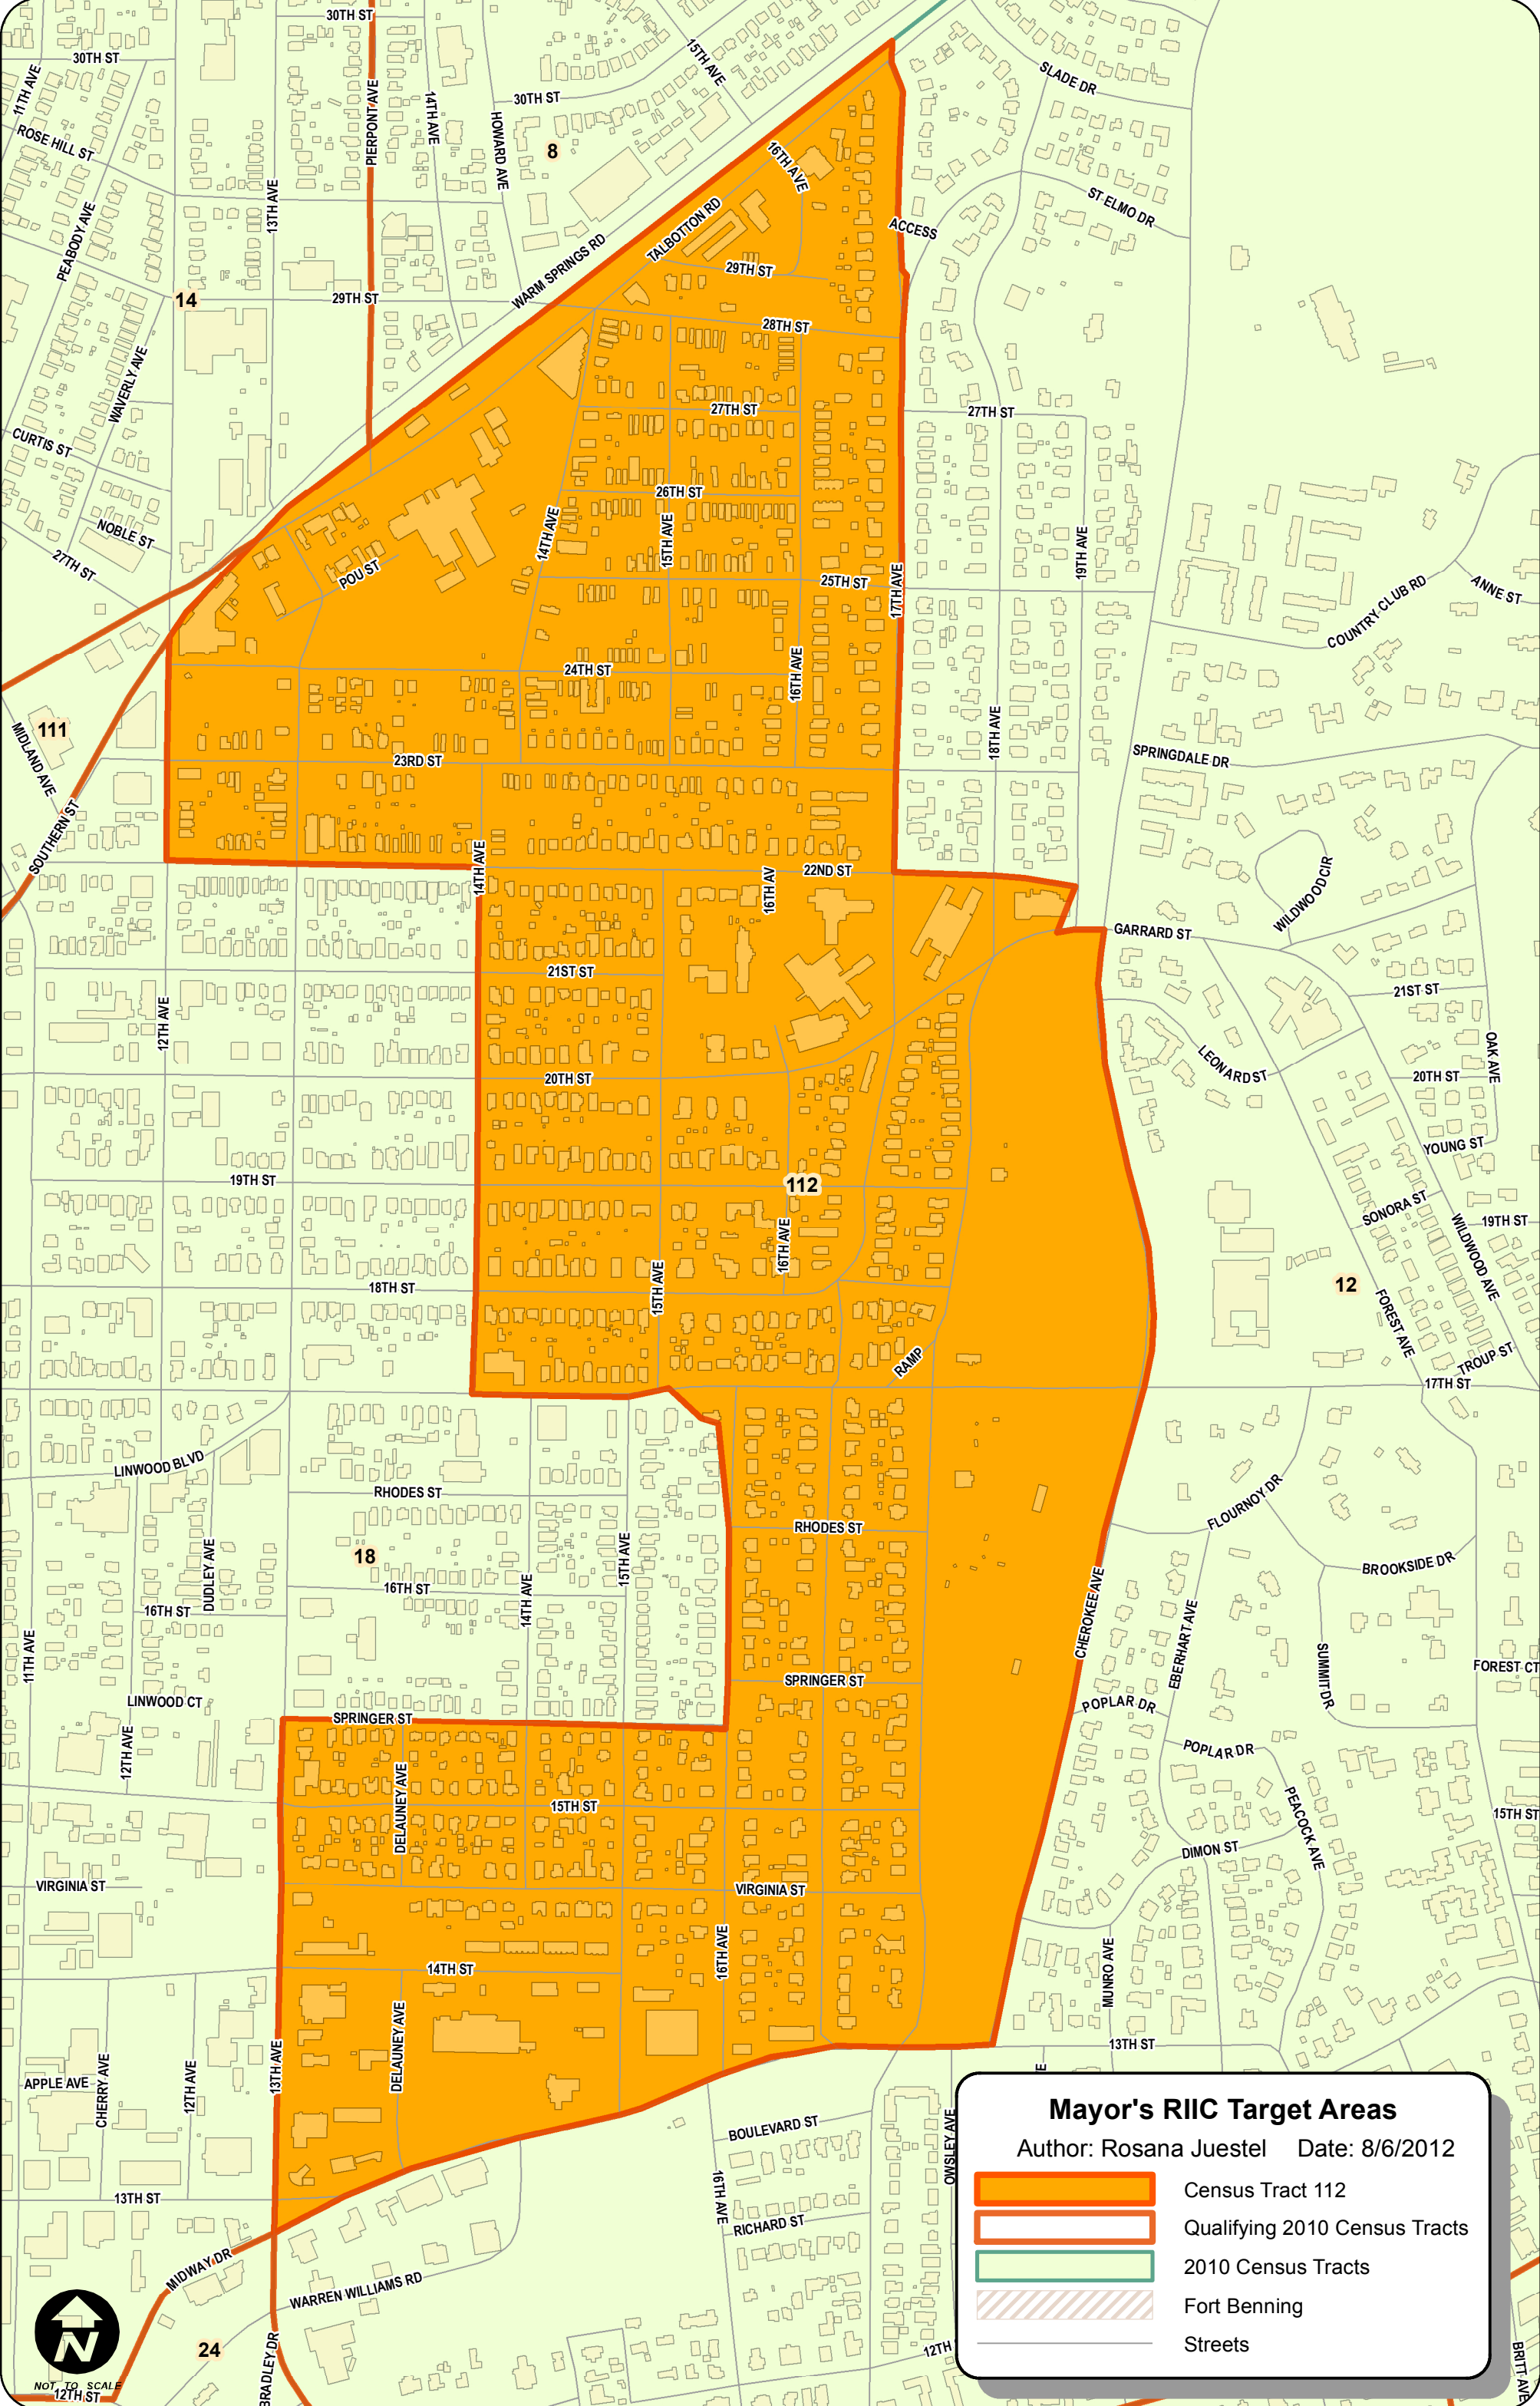 30TH ST
30TH ST
11TH AVE
ROSE HILL ST
PIERPONT AVE
14TH AVE
HOWARD AVE
30TH ST
15TH AVE
SLADE DR
8
16TH AVE
13TH AVE
PEABODY AVE
TALBOTTON RD
ST ELMO DR
ACCESS
WARM SPRINGS RD
29TH ST
14
29TH ST
28TH ST
WAVERLY AVE
27TH ST
27TH ST
CURTIS ST
26TH ST
NOBLE ST
14TH AVE
15TH AVE
19TH AVE
27TH ST
POU ST
25TH ST
17TH AVE
COUNTRY CLUB RD
ANNE ST
24TH ST
16TH AVE
111
MIDLAND AVE
18TH AVE
SPRINGDALE DR
23RD ST
SOUTHERN ST
14TH AVE
22ND ST
16TH AV
WILDWOOD CIR
GARRARD ST
21ST ST
21ST ST
12TH AVE
OAK AVE
LEONARD ST
20TH ST
20TH ST
YOUNG ST
19TH ST
112
SONORA ST
19TH ST
WILDWOOD AVE
16TH AVE
18TH ST
15TH AVE
12
FOREST AVE
RAMP
TROUP ST
17TH ST
LINWOOD BLVD
RHODES ST
FLOURNOY DR
RHODES ST
18
DUDLEY AVE
15TH AVE
BROOKSIDE DR
16TH ST
14TH AVE
CHEROKEE AVE
16TH ST
11TH AVE
EBERHART AVE
SUMMIT DR
FOREST CT
SPRINGER ST
LINWOOD CT
POPLAR DR
SPRINGER ST
12TH AVE
POPLAR DR
DELAUNEY AVE
15TH ST
PEACOCK AVE
15TH ST
DIMON ST
VIRGINIA ST
VIRGINIA ST
16TH AVE
MUNRO AVE
14TH ST
DELAUNEY AVE
13TH ST
13TH AVE
APPLE AVE
CHERRY AVE
12TH AVE
E
BOULEVARD ST
OWSLEY AVE
16TH AVE
13TH ST
RICHARD ST
MIDWAY DR
WARREN WILLIAMS RD
24
BRADLEY DR
12TH
BRITT AVE
N
NOT TO SCALE
12TH ST
Mayor's RIIC Target Areas
Author: Rosana Juestel Date: 8/6/2012
Census Tract 112
Qualifying 2010 Census Tracts
2010 Census Tracts
Fort Benning
Streets